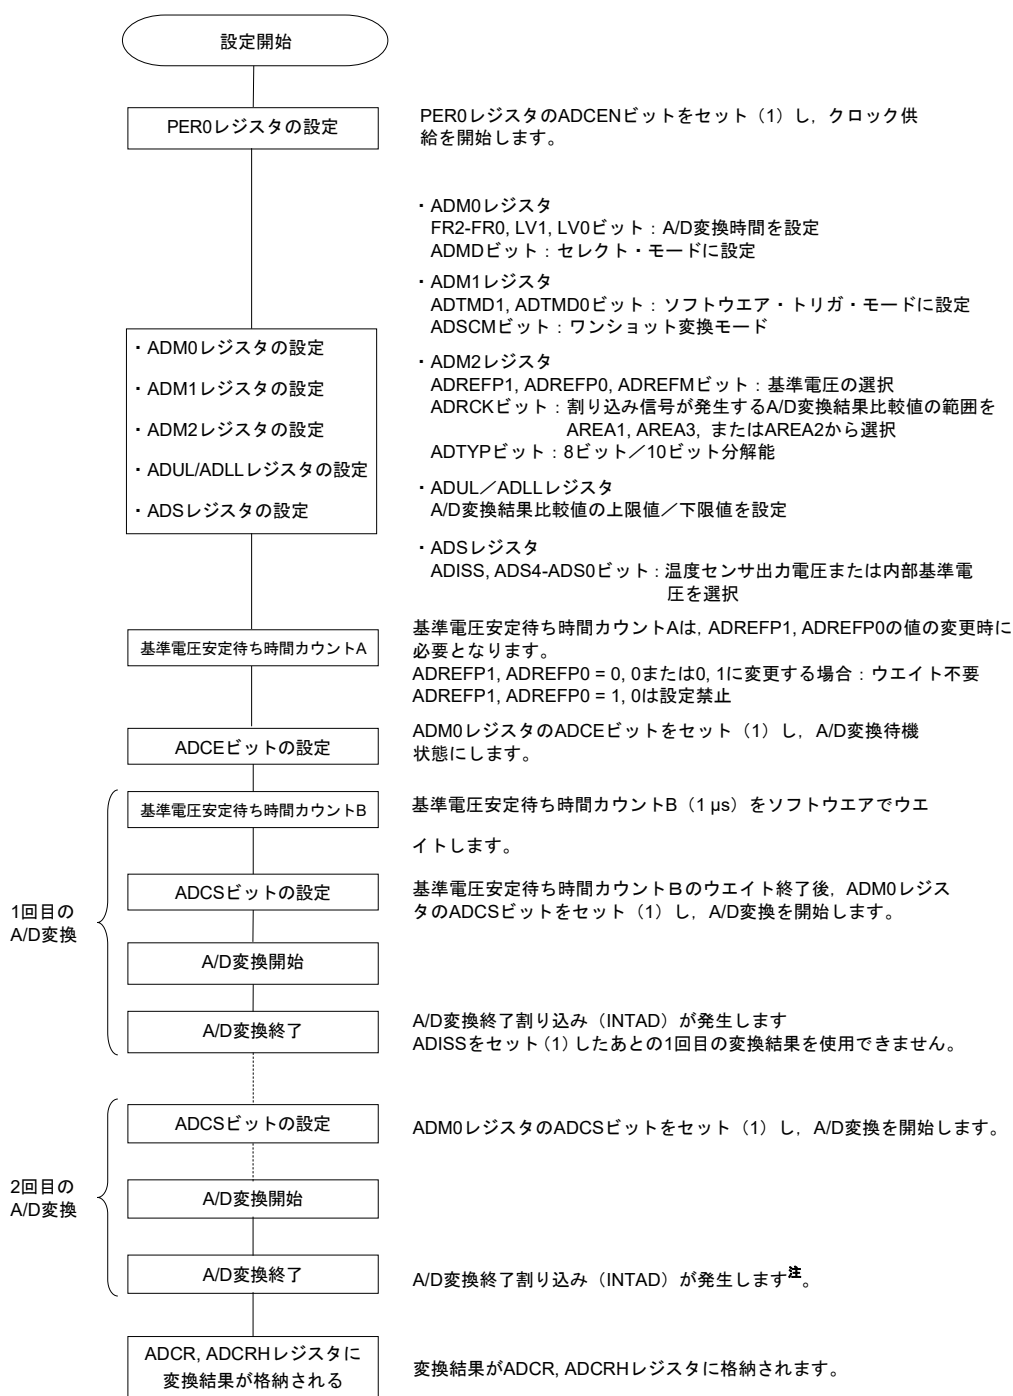 設定開始
PER0レジスタの設定
PER0レジスタのADCENビットをセット（1）し，クロック供
給を開始します。
・ADM0レジスタの設定
・ADM1レジスタの設定
・ADM2レジスタの設定
・ADUL/ADLLレジスタの設定
・ADSレジスタの設定
・ADM0レジスタ
FR2-FR0, LV1, LV0ビット：A/D変換時間を設定
ADMDビット：セレクト・モードに設定
・ADM1レジスタ
ADTMD1, ADTMD0ビット：ソフトウエア・トリガ・モードに設定
ADSCMビット：ワンショット変換モード
・ADM2レジスタ
ADREFP1, ADREFP0, ADREFMビット：基準電圧の選択
ADRCKビット：割り込み信号が発生するA/D変換結果比較値の範囲を
AREA1, AREA3, またはAREA2から選択
ADTYPビット：8ビット／10ビット分解能
・ADUL／ADLLレジスタ
A/D変換結果比較値の上限値／下限値を設定
・ADSレジスタ
ADISS, ADS4-ADS0ビット：温度センサ出力電圧または内部基準電
圧を選択
基準電圧安定待ち時間カウントA
基準電圧安定待ち時間カウントAは, ADREFP1, ADREFP0の値の変更時に
必要となります。
ADREFP1, ADREFP0 = 0, 0または0, 1に変更する場合：ウエイト不要
ADREFP1, ADREFP0 = 1, 0は設定禁止
ADCEビットの設定
ADM0レジスタのADCEビットをセット（1）し，A/D変換待機
状態にします。
1回目の
A/D変換
基準電圧安定待ち時間カウントB
基準電圧安定待ち時間カウントB（1 μs）をソフトウエアでウエ
イトします。
ADCSビットの設定
基準電圧安定待ち時間カウントＢのウエイト終了後，ADM0レジス
タのADCSビットをセット（1）し，A/D変換を開始します。
A/D変換開始
A/D変換終了
A/D変換終了割り込み（INTAD）が発生します
ADISSをセット(1)したあとの1回目の変換結果を使用できません。
2回目の
A/D変換
ADCSビットの設定
ADM0レジスタのADCSビットをセット（1）し，A/D変換を開始します。
A/D変換開始
A/D変換終了
A/D変換終了割り込み（INTAD）が発生します注。
ADCR, ADCRHレジスタに
変換結果が格納される
変換結果がADCR, ADCRHレジスタに格納されます。